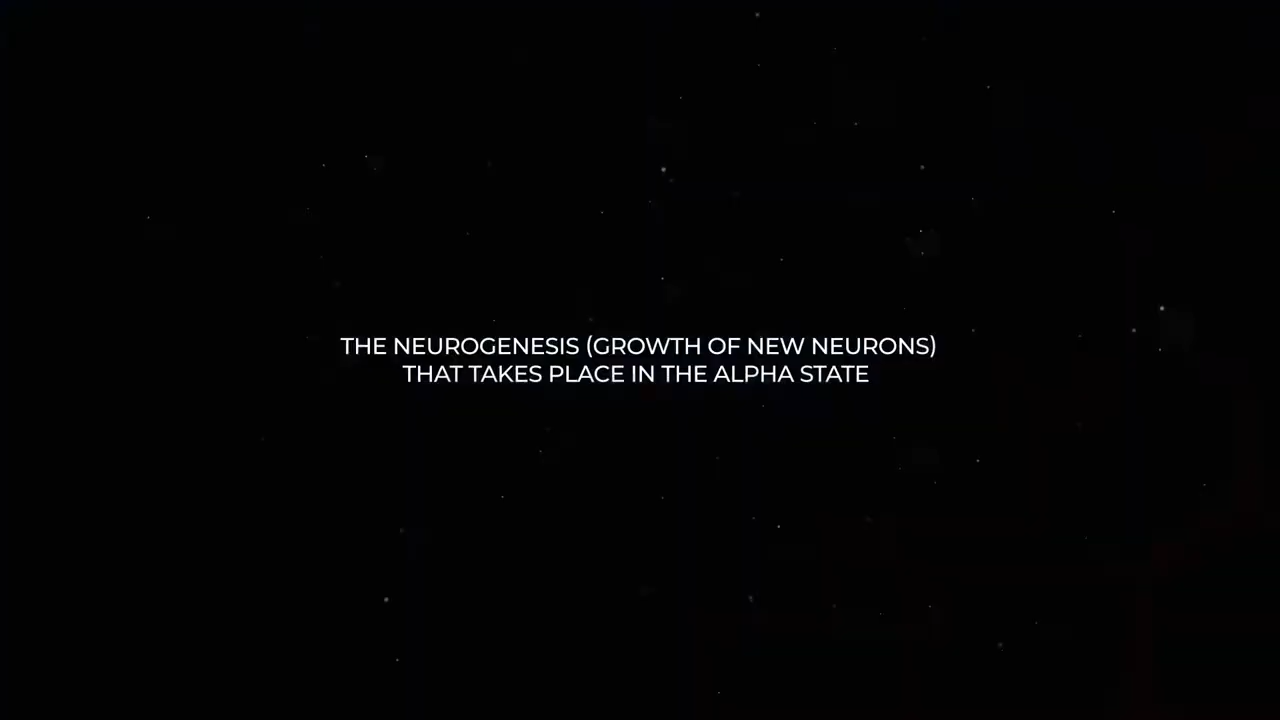 THE NEUROGENESIS (GROWTH OF NEW NEURONS)
THAT TAKES PLACE IN THE ALPHA STATE